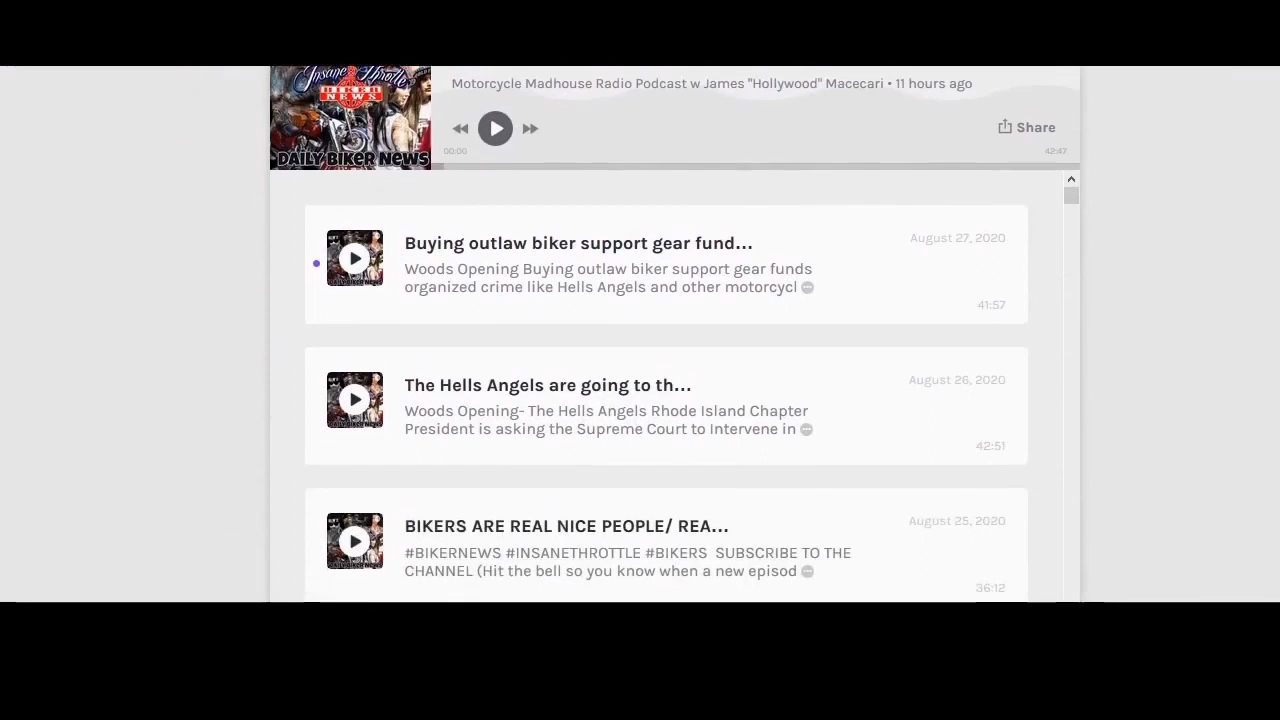 Insane Throttle
BIKER
NEWS
DAILY BIKER NEWS
Motorcycle Madhouse Radio Podcast w James "Hollywood" Macecari • 11 hours ago
Share
00:00
42:47
Buying outlaw biker support gear fund...
August 27, 2020
Woods Opening Buying outlaw biker support gear funds
organized crime like Hells Angels and other motorcycl
41:57
The Hells Angels are going to th...
August 26, 2020
Woods Opening- The Hells Angels Rhode Island Chapter
President is asking the Supreme Court to Intervene in
42:51
BIKERS ARE REAL NICE PEOPLE/ REA...
August 25, 2020
#BIKERNEWS #INSANETHROTTLE #BIKERS SUBSCRIBE TO THE
CHANNEL (Hit the bell so you know when a new episod
36:12